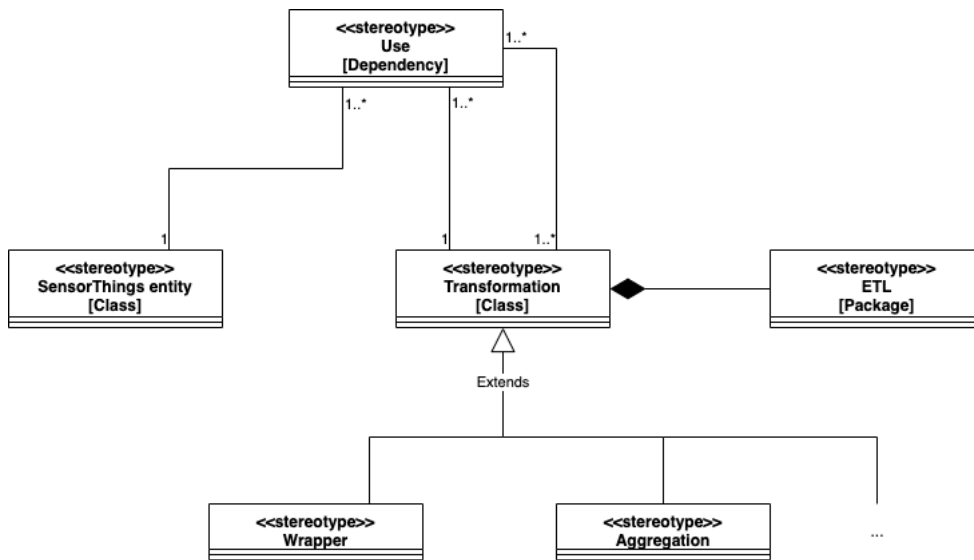 <<stereotype>>
Use
[Dependency]
1..*
1..*
1..*
1
1
1..*
<<stereotype>>
SensorThings entity
[Class]
<<stereotype>>
Transformation
[Class]
<<stereotype>>
ETL
[Package]
Extends
<<stereotype>>
Wrapper
<<stereotype>>
Aggregation
...